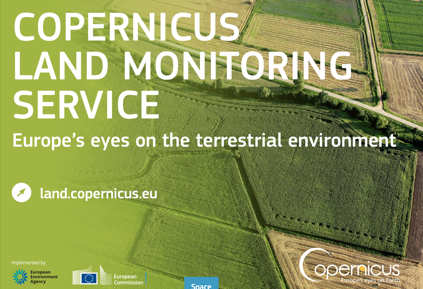 COPERNICUS
LAND MONITORING
SERVICE
Europe's eyes on the terrestrial environment
land.copernicus.eu
Implemented by
European
Environment
Agency
European
Commission
Space
opernicus
Europe's eyes on Earth